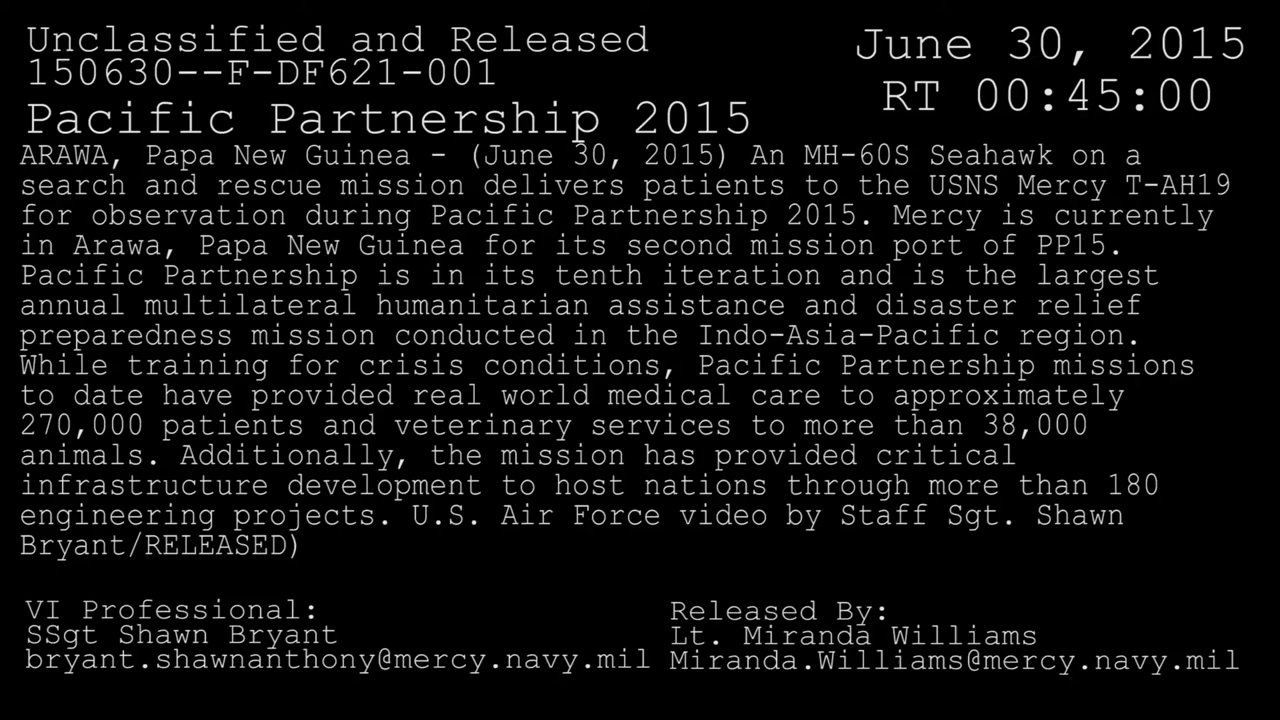 Unclassified and Released
150630--F-DF621-001
June 30, 2015
RT 00:45:00
Pacific Partnership 2015
ARAWA, Papa New Guinea - (June 30, 2015) An MH-60S Seahawk on a
search and rescue mission delivers patients to the USNS Mercy T-AH19
for observation during Pacific Partnership 2015. Mercy is currently
in Arawa, Papa New Guinea for its second mission port of PP15.
Pacific Partnership is in its tenth iteration and is the largest
annual multilateral humanitarian assistance and disaster relief
preparedness mission conducted in the Indo-Asia-Pacific region.
While training for crisis conditions, Pacific Partnership missions
to date have provided real world medical care to approximately
270,000 patients and veterinary services to more than 38,000
animals. Additionally, the mission has provided critical
infrastructure development to host nations through more than 180
engineering projects. U.S. Air Force video by Staff Sgt. Shawn
Bryant/RELEASED)
VI Professional:
SSgt Shawn Bryant
bryant.shawnanthony@mercy.navy.mil
Released By:
Lt. Miranda Williams
Miranda.Williams@mercy.navy.mil